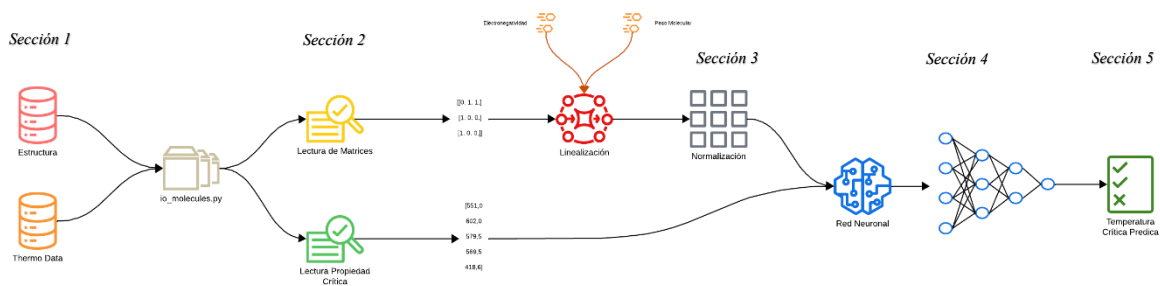 Sección 1
Sección 2
Sección 3
Sección 4
Sección 5
Electronegatividad
Peso Molecular
Estructura
Thermo Data
io_molecules.py
Lectura de Matrices
Lectura Propiedad
Crítica
[[0, 1, 1,]
[1, 0, 0,]
[1, 0, 0,]]
[551,0
602,0
579,5
569,5
418,6]
Linealización
Normalización
Red Neuronal
Temperatura
Crítica Predica